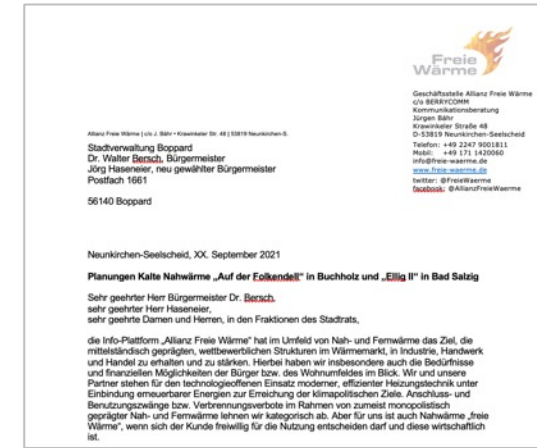 Freie
Wärme
Geschäftsstelle Allianz Freie Wärme
c/o BERRYCOMM
Kommunikationsberatung
Jürgen Bähr
Krawinkeler Straße 48
D-53819 Neunkirchen-Seelscheid
Telefon: +49 2247 9001811
Mobil: +49 171 1420060
info@freie-waerme.de
www.freie-waerme.de
twitter: @FreieWaerme
facebook: @AllianzFreieWaerme
Allianz Freie Wärme | c/o J. Bähr • Krawinkeler Str. 48 | 53819 Neunkirchen-S.
Stadtverwaltung Boppard
Dr. Walter Bersch, Bürgermeister
Jörg Haseneier, neu gewählter Bürgermeister
Postfach 1661
56140 Boppard
Neunkirchen-Seelscheid, XX. September 2021
Planungen Kalte Nahwärme „Auf der Folkendell“ in Buchholz und „Ellig II“ in Bad Salzig
Sehr geehrter Herr Bürgermeister Dr. Bersch,
sehr geehrter Herr Haseneier,
sehr geehrte Damen und Herren, in den Fraktionen des Stadtrats,
die Info-Plattform „Allianz Freie Wärme“ hat im Umfeld von Nah- und Fernwärme das Ziel, die
mittelständisch geprägten, wettbewerblichen Strukturen im Wärmemarkt, in Industrie, Handwerk
und Handel zu erhalten und zu stärken. Hierbei haben wir insbesondere auch die Bedürfnisse
und finanziellen Möglichkeiten der Bürger bzw. des Wohnumfeldes im Blick. Wir und unsere
Partner stehen für den technologieoffenen Einsatz moderner, effizienter Heizungstechnik unter
Einbindung erneuerbarer Energien zur Erreichung der klimapolitischen Ziele. Anschluss- und
Benutzungszwänge bzw. Verbrennungsverbote im Rahmen von zumeist monopolistisch
geprägter Nah- und Fernwärme lehnen wir kategorisch ab. Aber für uns ist auch Nahwärme „freie
Wärme“, wenn sich der Kunde freiwillig für die Nutzung entscheiden darf und diese wirtschaftlich
ist.